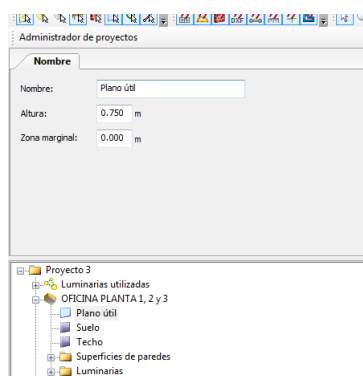 Administrador de proyectos
Nombre
Nombre: Plano útil
Altura: 0.750 m
Zona marginal: 0.000 m
Proyecto 3
Luminarias utilizadas
OFICINA PLANTA 1, 2 y 3
Plano útil
Suelo
Techo
Superficies de paredes
Luminarias